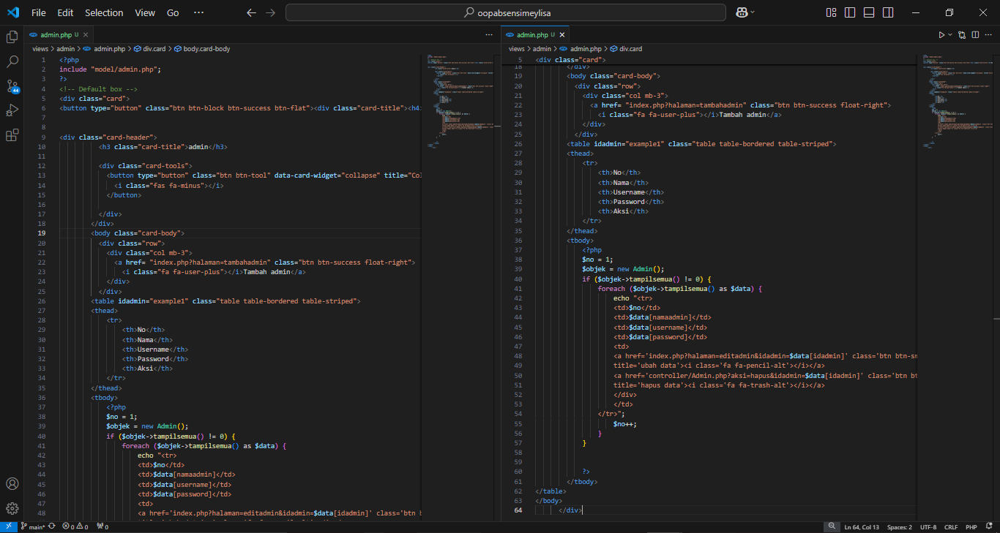 File Edit Selection View Go ···
oopabsensimeylisa
admin.php U
views > admin > admin.php > div.card > body.card-body
1 <?php
2 include "model/admin.php";
3 ?>
4 <!-- Default box -->
5 <div class="card">
6 <button type="button" class="btn btn-block btn-success btn-flat"><div class="card-title"><h4
7
8
9 <div class="card-header">
10 <h3 class="card-title">admin</h3>
11
12 <div class="card-tools">
13 <button type="button" class="btn btn-tool" data-card-widget="collapse" title="Col
14 <i class="fas fa-minus"></i>
15 </button>
16
17 </div>
18 </div>
19 <body class="card-body">
20 <div class="row">
21 <div class="col mb-3">
22 <a href= "index.php?halaman=tambahadmin" class="btn btn-success float-right">
23 <i class="fa fa-user-plus"></i>Tambah admin</a>
24 </div>
25 </div>
26 <table idadmin="example1" class="table table-bordered table-striped">
27 <thead>
28 <tr>
29 <th>No</th>
30 <th>Nama</th>
31 <th>Username</th>
32 <th>Password</th>
33 <th>Aksi</th>
34 </tr>
35 </thead>
36 <tbody>
37 <?php
38 $no = 1;
39 $objek = new Admin();
40 if ($objek->tampilsemua() != 0) {
41 foreach ($objek->tampilsemua() as $data) {
42 echo "<tr>
43 <td>$no</td>
44 <td>$data[namaadmin]</td>
45 <td>$data[username]</td>
46 <td>$data[password]</td>
47 <td>
48 <a href='index.php?halaman=editadmin&idadmin=$data[idadmin]' class='btn b
admin.php U
views > admin > admin.php > div.card
5 <div class="card">
18 </div>
19 <body class="card-body">
20 <div class="row">
21 <div class="col mb-3">
22 <a href= "index.php?halaman=tambahadmin" class="btn btn-success float-right">
23 <i class="fa fa-user-plus"></i>Tambah admin</a>
24 </div>
25 </div>
26 <table idadmin="example1" class="table table-bordered table-striped">
27 <thead>
28 <tr>
29 <th>No</th>
30 <th>Nama</th>
31 <th>Username</th>
32 <th>Password</th>
33 <th>Aksi</th>
34 </tr>
35 </thead>
36 <tbody>
37 <?php
38 $no = 1;
39 $objek = new Admin();
40 if ($objek->tampilsemua() != 0) {
41 foreach ($objek->tampilsemua() as $data) {
42 echo "<tr>
43 <td>$no</td>
44 <td>$data[namaadmin]</td>
45 <td>$data[username]</td>
46 <td>$data[password]</td>
47 <td>
48 <a href='index.php?halaman=editadmin&idadmin=$data[idadmin]' class='btn btn-sm
49 title='ubah data'><i class='fa fa-pencil-alt'></i></a>
50 <a href='controller/Admin.php?aksi=hapus&idadmin=$data[idadmin]' class='btn bt
51 title='hapus data'><i class='fa fa-trash-alt'></i></a>
52 </div>
53 </td>
54 </tr>";
55 $no++;
56 }
57 }
58
59
60 ?>
61 </tbody>
62 </table>
63 </body>
64 </div>
44
main* 0 0 0
Ln 64, Col 13 Spaces: 2 UTF-8 CRLF PHP